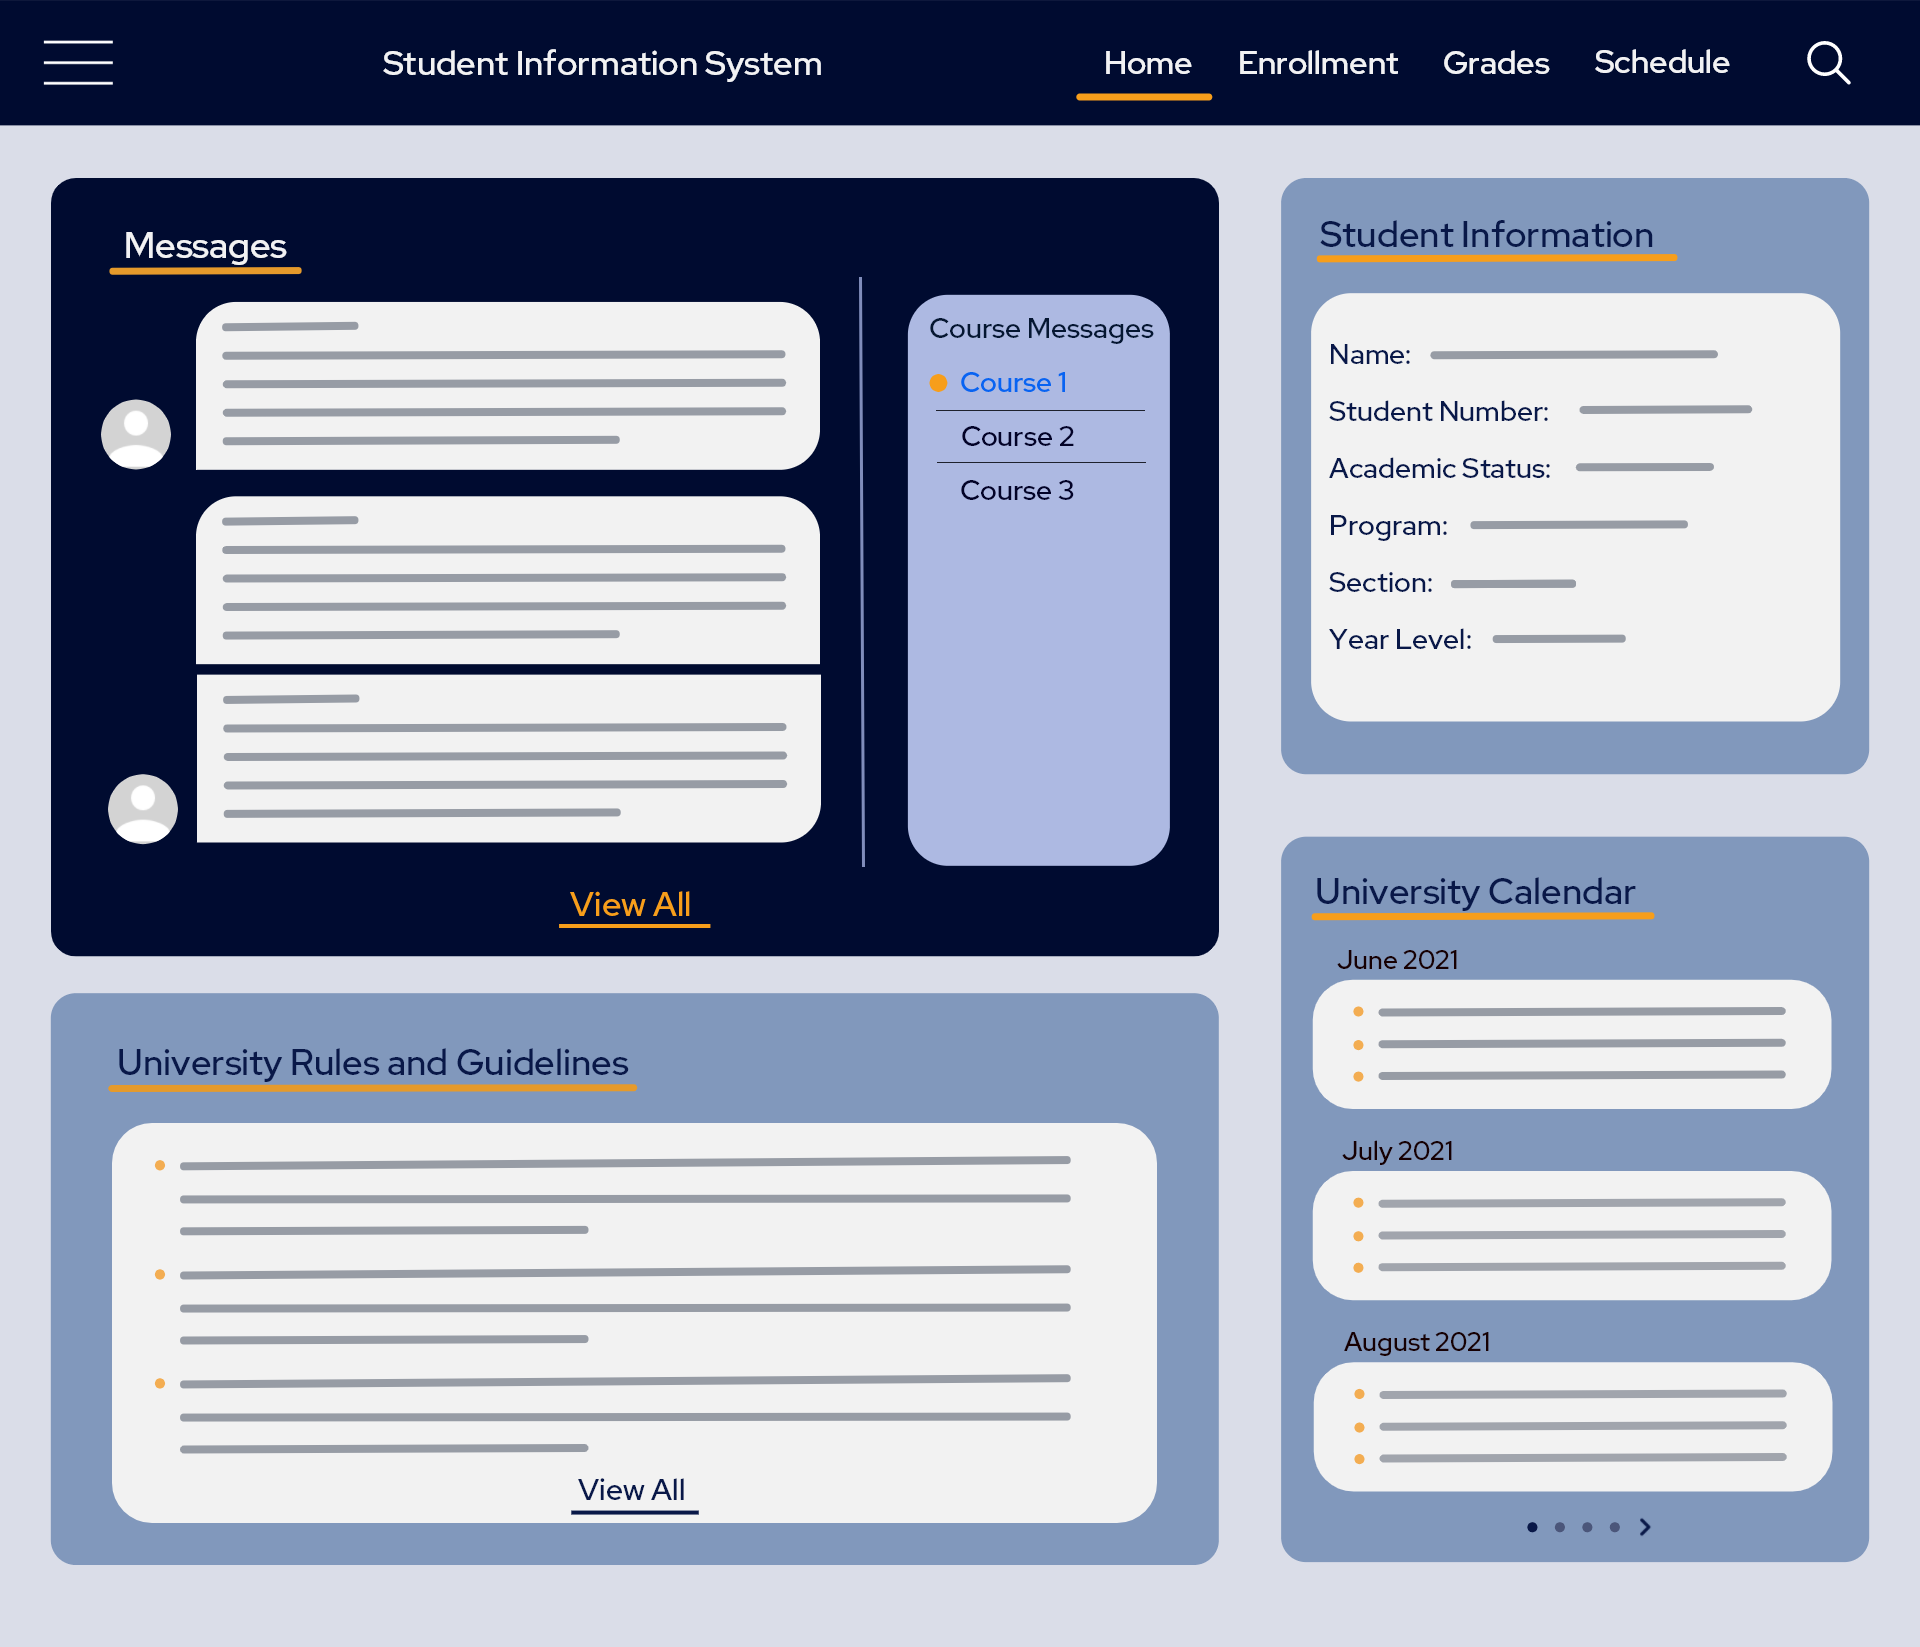 Student Information System
Home
Enrollment
Grades
Schedule
Messages
Course Messages
Course 1
Course 2
Course 3
View All
Student Information
Name:
Student Number:
Academic Status:
Program:
Section:
Year Level:
University Rules and Guidelines
View All
University Calendar
June 2021
July 2021
August 2021